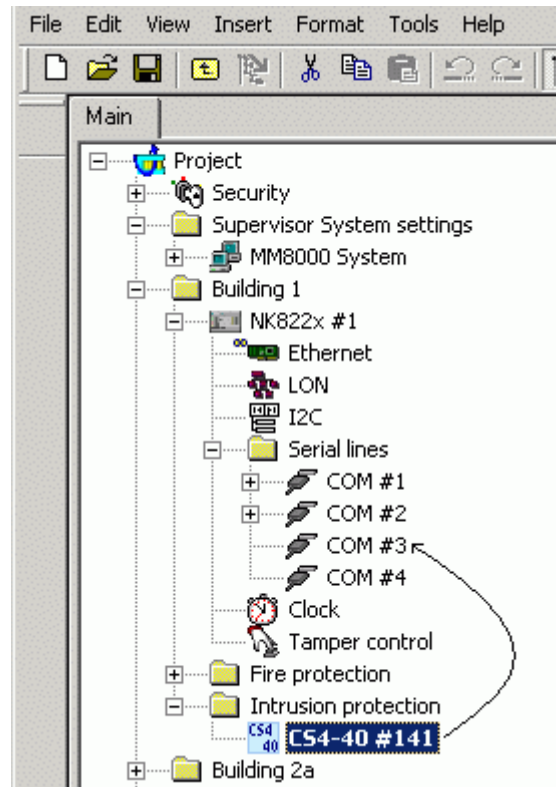 File Edit View Insert Format Tools Help
Main
Project
Security
Supervisor System settings
MM8000 System
Building 1
NK822x #1
Ethernet
LON
I2C
Serial lines
COM #1
COM #2
COM #3
COM #4
Clock
Tamper control
Fire protection
Intrusion protection
CS4
40
CS4-40 #141
Building 2a